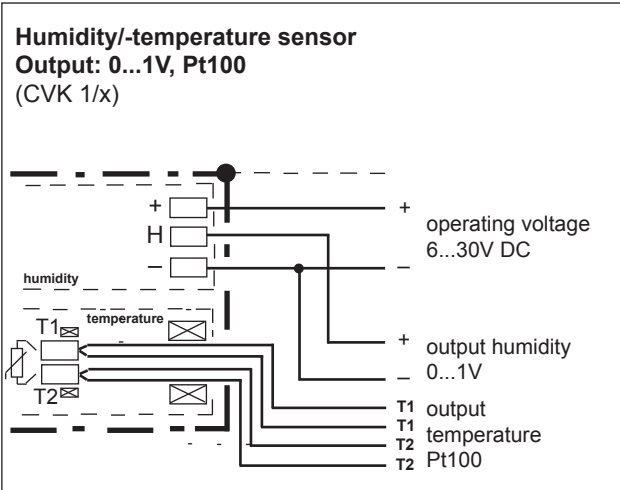 Humidity/-temperature sensor
Output: 0...1V, Pt100
(CVK 1/x)
+
H
–
humidity
+
operating voltage
6...30V DC
–
temperature
T1
T2
+
output humidity
–
0...1V
T1
output
T1
temperature
T2
T2
Pt100